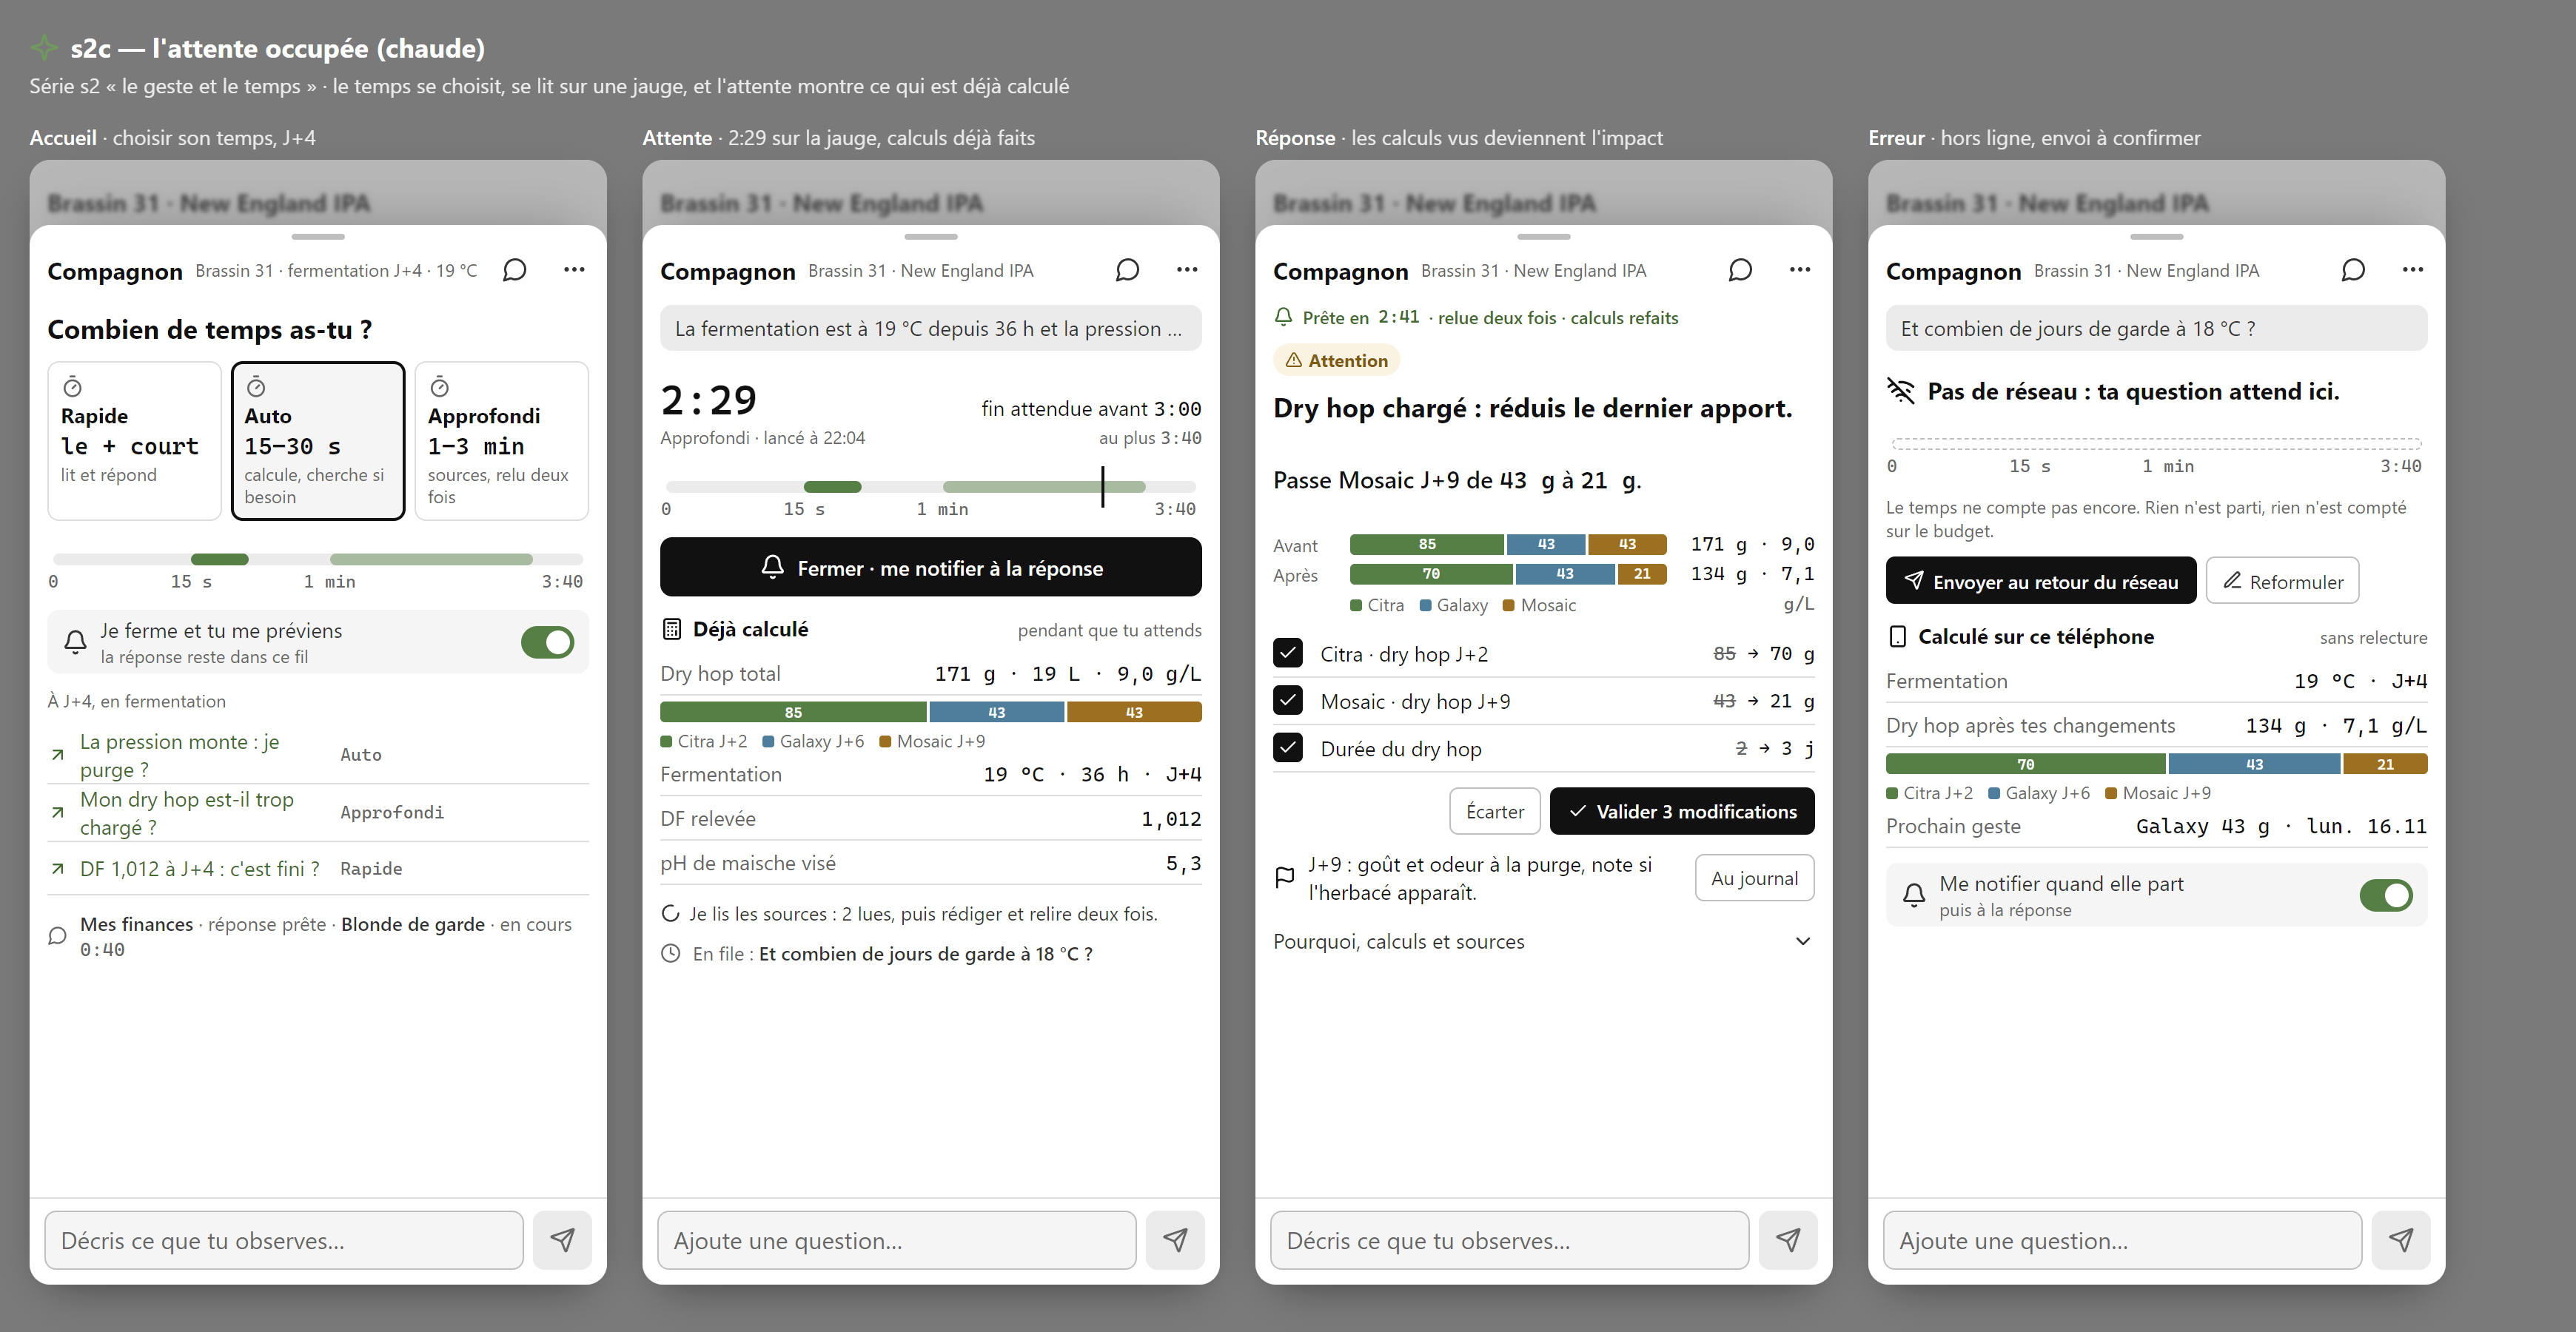 s2c — l'attente occupée (chaude)
Série s2 « le geste et le temps » · le temps se choisit, se lit sur une jauge, et l'attente montre ce qui est déjà calculé
Accueil · choisir son temps, J+4
Brassin 31 · New England IPA
Compagnon Brassin 31 · fermentation J+4 · 19 °C
Combien de temps as-tu ?
Rapide
le + court
lit et répond
Auto
15–30 s
calcule, cherche si
besoin
Approfondi
1–3 min
sources, relu deux
fois
0 15 s 1 min 3:40
Je ferme et tu me préviens
la réponse reste dans ce fil
À J+4, en fermentation
La pression monte : je
purge ?
Auto
Mon dry hop est-il trop
chargé ?
Approfondi
DF 1,012 à J+4 : c'est fini ? Rapide
Mes finances · réponse prête · Blonde de garde · en cours
0:40
Décris ce que tu observes…
Attente · 2:29 sur la jauge, calculs déjà faits
Brassin 31 · New England IPA
Compagnon Brassin 31 · New England IPA
La fermentation est à 19 °C depuis 36 h et la pression …
2:29
fin attendue avant 3:00
Approfondi · lancé à 22:04
au plus 3:40
0 15 s 1 min 3:40
Fermer · me notifier à la réponse
Déjà calculé pendant que tu attends
Dry hop total 171 g · 19 L · 9,0 g/L
85 43 43
Citra J+2 Galaxy J+6 Mosaic J+9
Fermentation 19 °C · 36 h · J+4
DF relevée 1,012
pH de maische visé 5,3
Je lis les sources : 2 lues, puis rédiger et relire deux fois.
En file : Et combien de jours de garde à 18 °C ?
Ajoute une question…
Réponse · les calculs vus deviennent l'impact
Brassin 31 · New England IPA
Compagnon Brassin 31 · New England IPA
Prête en 2:41 · relue deux fois · calculs refaits
Attention
Dry hop chargé : réduis le dernier apport.
Passe Mosaic J+9 de 43 g à 21 g.
Avant 85 43 43 171 g · 9,0
Après 70 43 21 134 g · 7,1
Citra Galaxy Mosaic g/L
Citra · dry hop J+2 85 → 70 g
Mosaic · dry hop J+9 43 → 21 g
Durée du dry hop 2 → 3 j
Écarter Valider 3 modifications
J+9 : goût et odeur à la purge, note si
l'herbacé apparaît.
Au journal
Pourquoi, calculs et sources
Décris ce que tu observes…
Erreur · hors ligne, envoi à confirmer
Brassin 31 · New England IPA
Compagnon Brassin 31 · New England IPA
Et combien de jours de garde à 18 °C ?
Pas de réseau : ta question attend ici.
0 15 s 1 min 3:40
Le temps ne compte pas encore. Rien n'est parti, rien n'est compté
sur le budget.
Envoyer au retour du réseau Reformuler
Calculé sur ce téléphone sans relecture
Fermentation 19 °C · J+4
Dry hop après tes changements 134 g · 7,1 g/L
70 43 21
Citra J+2 Galaxy J+6 Mosaic J+9
Prochain geste Galaxy 43 g · lun. 16.11
Me notifier quand elle part
puis à la réponse
Ajoute une question…